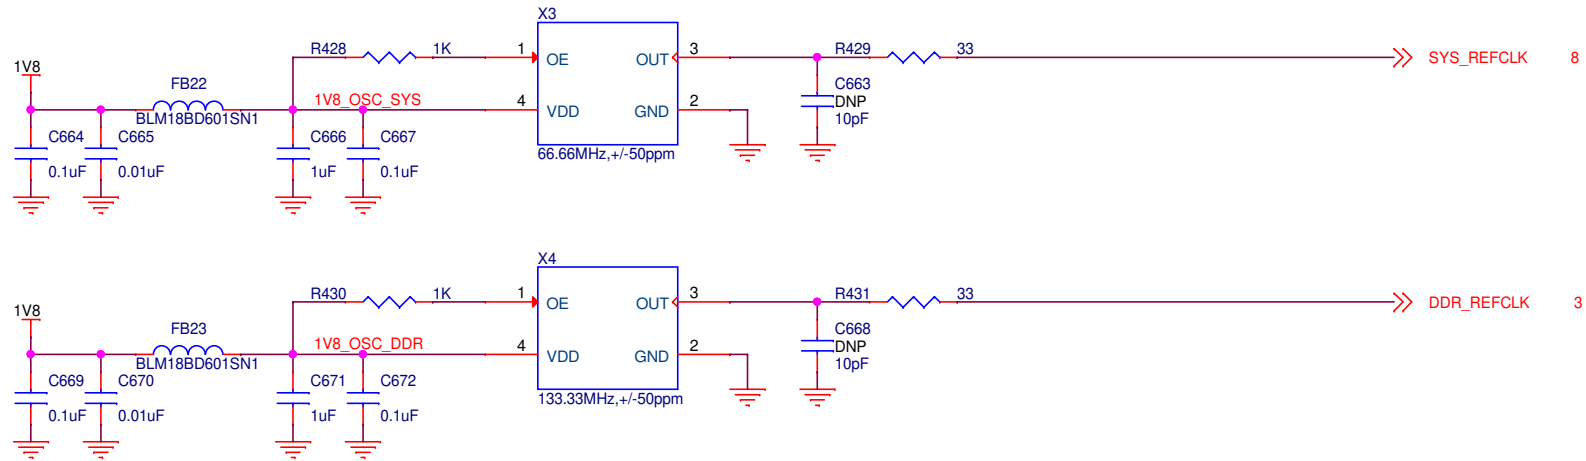 X3
R428 1K 1 OE OUT 3 R429 33 SYS_REFCLK 8
1V8
FB22
C663
1V8_OSC_SYS 4 VDD GND 2 DNP
BLM18BD601SN1 10pF
C664 C665 C666 C667
66.66MHz,+/-50ppm
0.1uF 0.01uF 1uF 0.1uF
X4
R430 1K 1 OE OUT 3 R431 33 DDR_REFCLK 3
1V8
FB23
C668
1V8_OSC_DDR 4 VDD GND 2 DNP
BLM18BD601SN1 10pF
C669 C670 C671 C672
133.33MHz,+/-50ppm
0.1uF 0.01uF 1uF 0.1uF